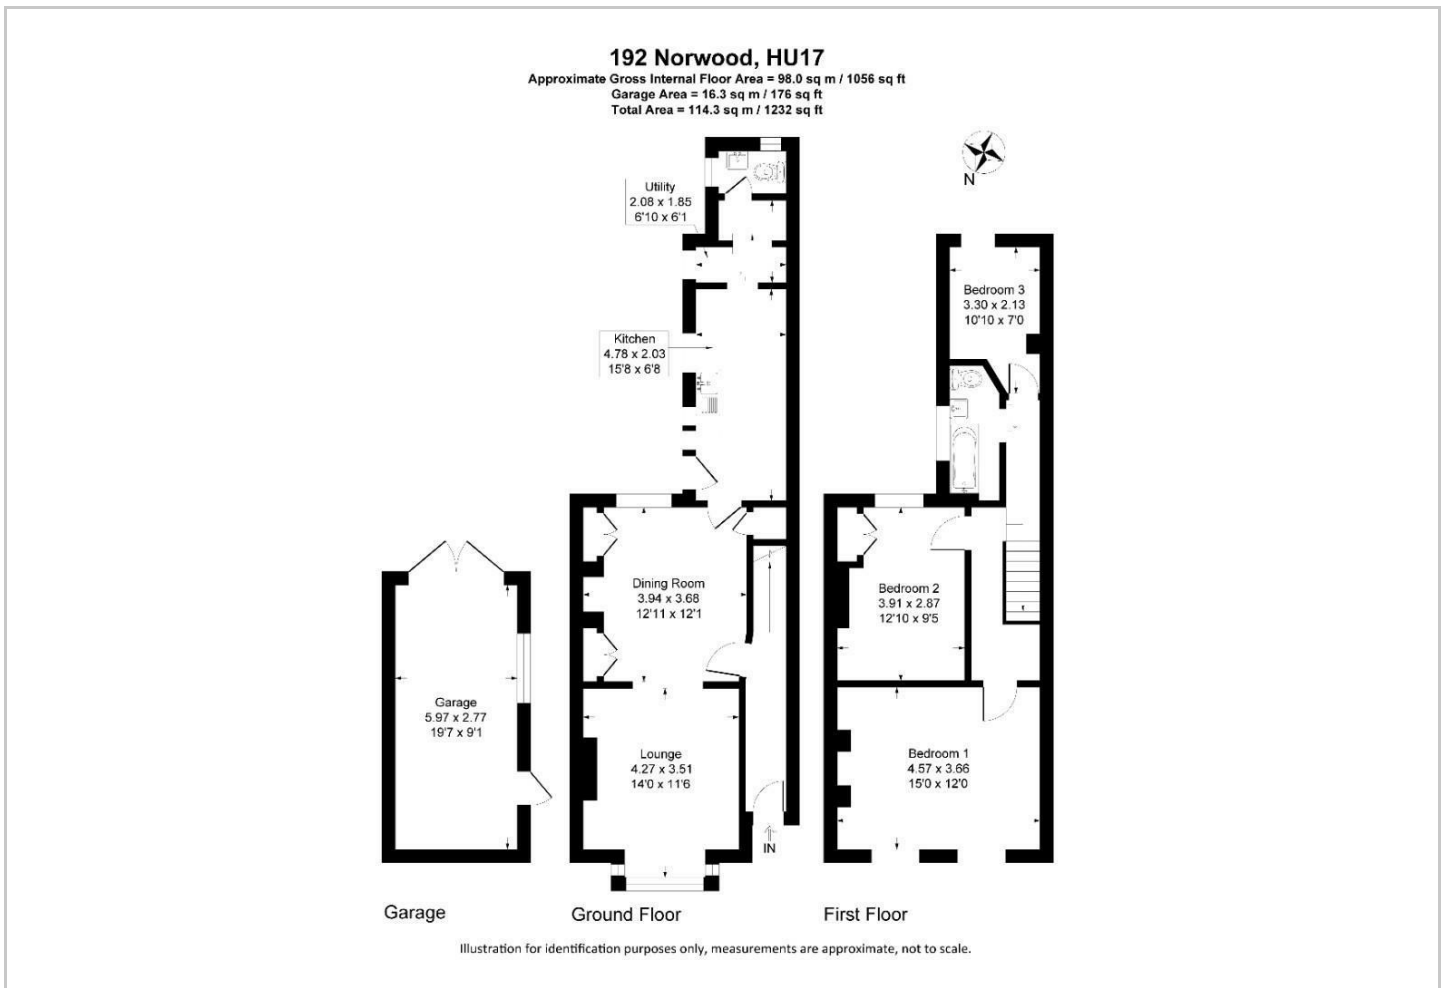 192 Norwood, HU17
Approximate Gross Internal Floor Area = 98.0 sq m / 1056 sq ft
Garage Area = 16.3 sq m / 176 sq ft
Total Area = 114.3 sq m / 1232 sq ft
N
Utility
2.08 x 1.85
6'10 x 6'1
Kitchen
4.78 x 2.03
15'8 x 6'8
Bedroom 3
3.30 x 2.13
10'10 x 7'0
Dining Room
3.94 x 3.68
12'11 x 12'1
Bedroom 2
3.91 x 2.87
12'10 x 9'5
Garage
5.97 x 2.77
19'7 x 9'1
Lounge
4.27 x 3.51
14'0 x 11'6
Bedroom 1
4.57 x 3.66
15'0 x 12'0
IN
Garage
Ground Floor
First Floor
Illustration for identification purposes only, measurements are approximate, not to scale.